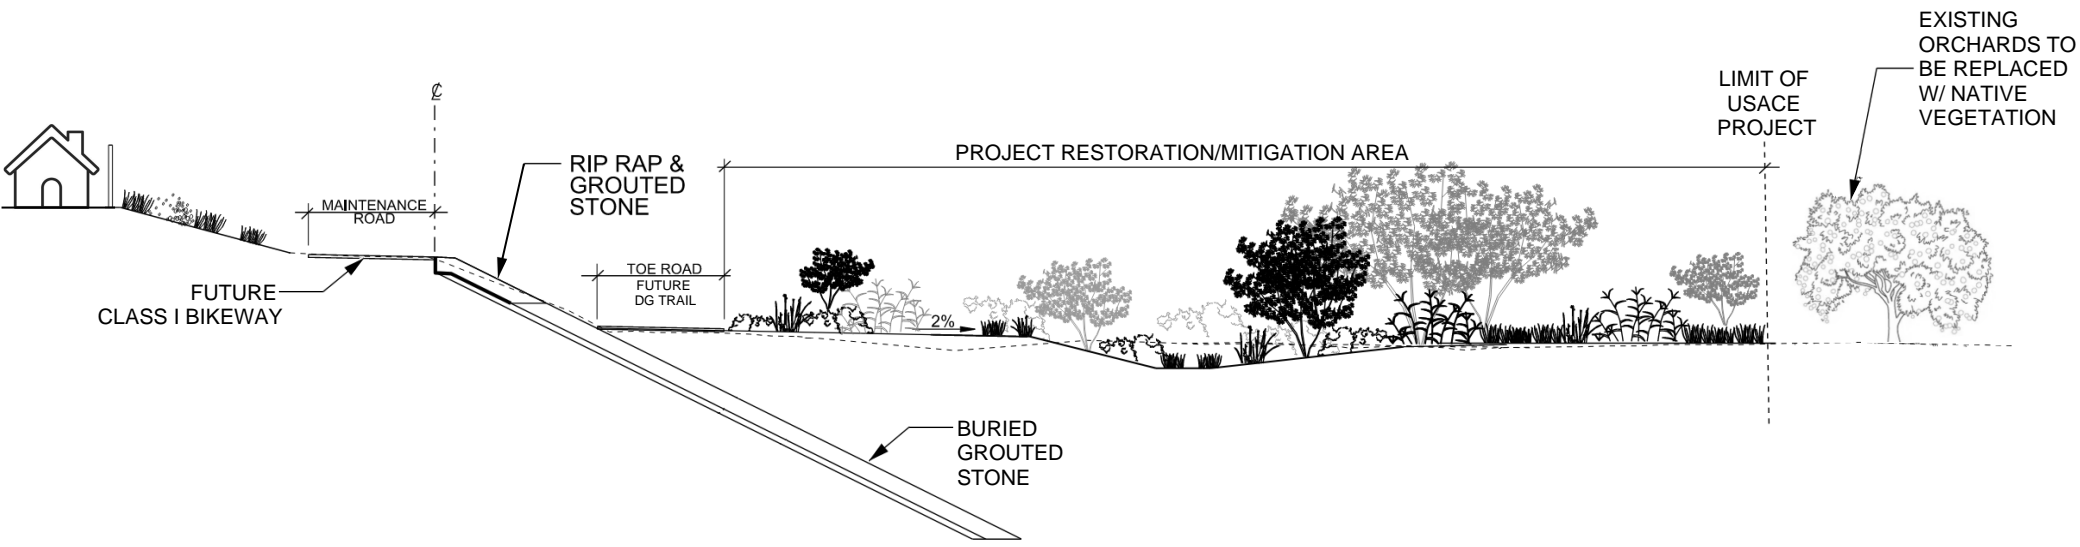 EXISTING
ORCHARDS TO
BE REPLACED
W/ NATIVE
VEGETATION
LIMIT OF
USACE
PROJECT
℄
PROJECT RESTORATION/MITIGATION AREA
RIP RAP &
GROUTED
STONE
MAINTENANCE
ROAD
TOE ROAD
FUTURE
DG TRAIL
FUTURE
CLASS I BIKEWAY
2%
BURIED
GROUTED
STONE